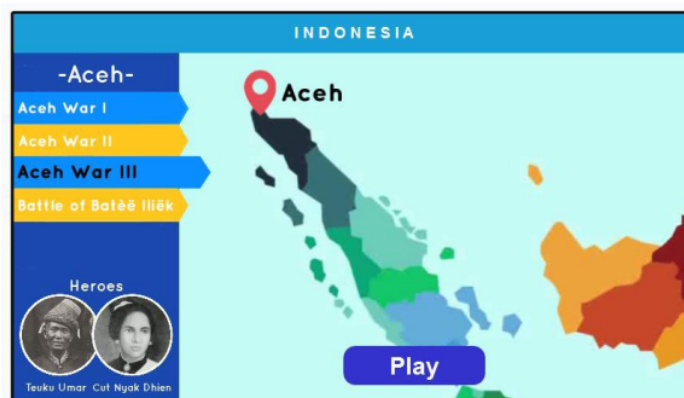 INDONESIA
-Aceh-
Aceh War I
Aceh War II
Aceh War III
Battle of Batèë Iliëk
Heroes
Teuku Umar Cut Nyak Dhien
Aceh
Play